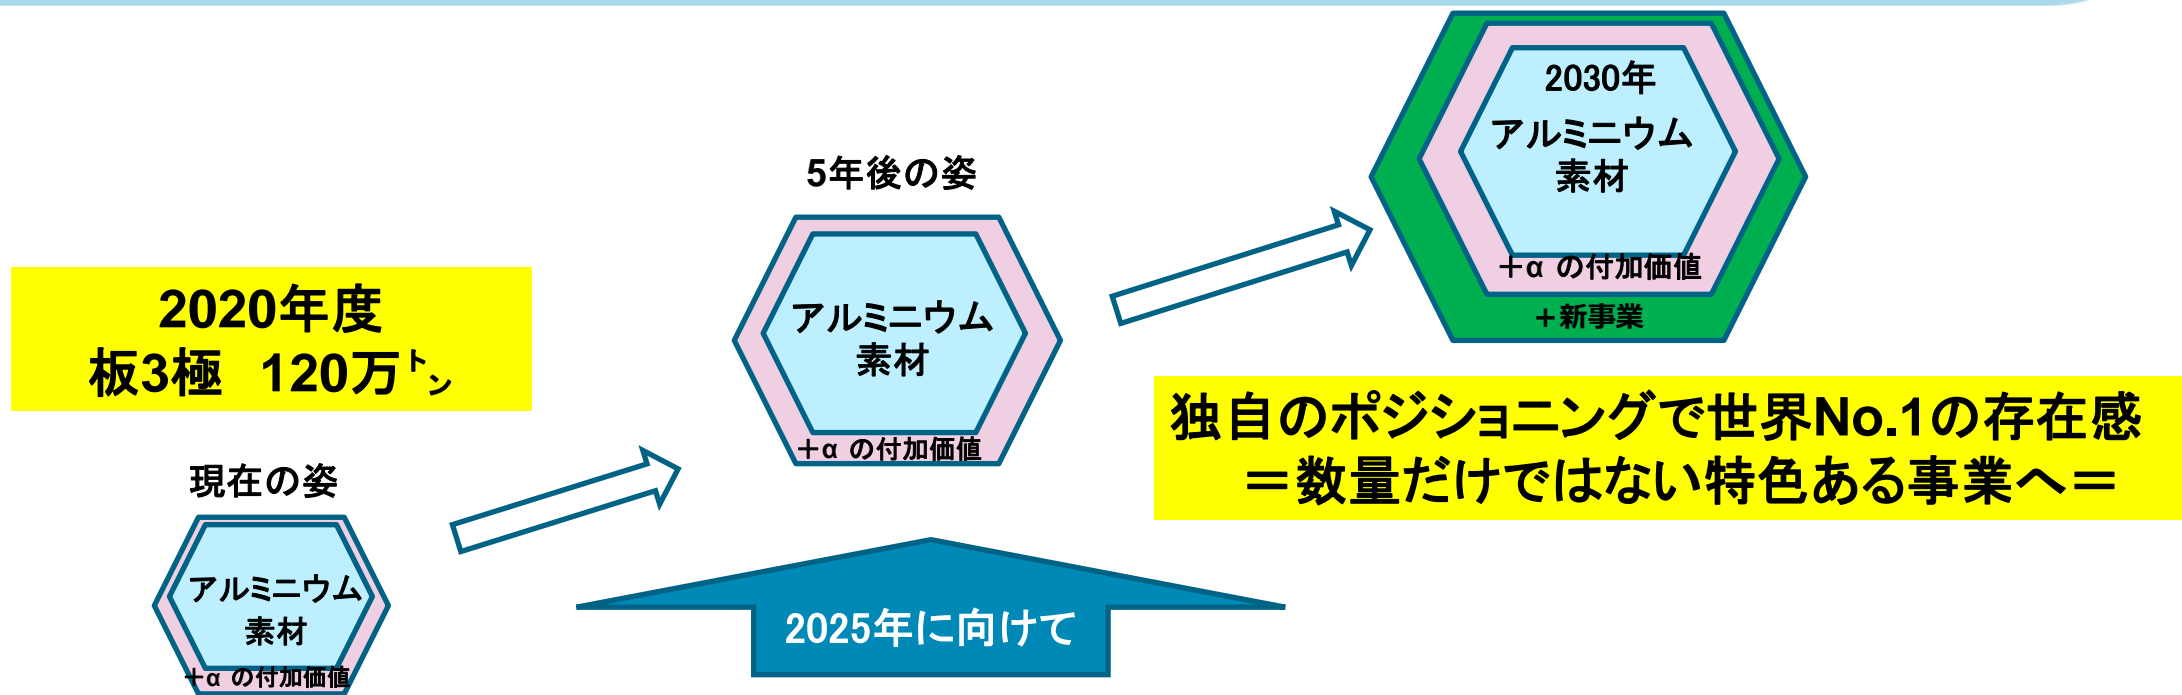 2020年度
板3極　120万㌧
現在の姿
アルミニウム
素材
＋α の付加価値
5年後の姿
アルミニウム
素材
＋α の付加価値
2025年に向けて
2030年
アルミニウム
素材
＋α の付加価値
＋新事業
独自のポジショニングで世界No.1の存在感
＝数量だけではない特色ある事業へ＝